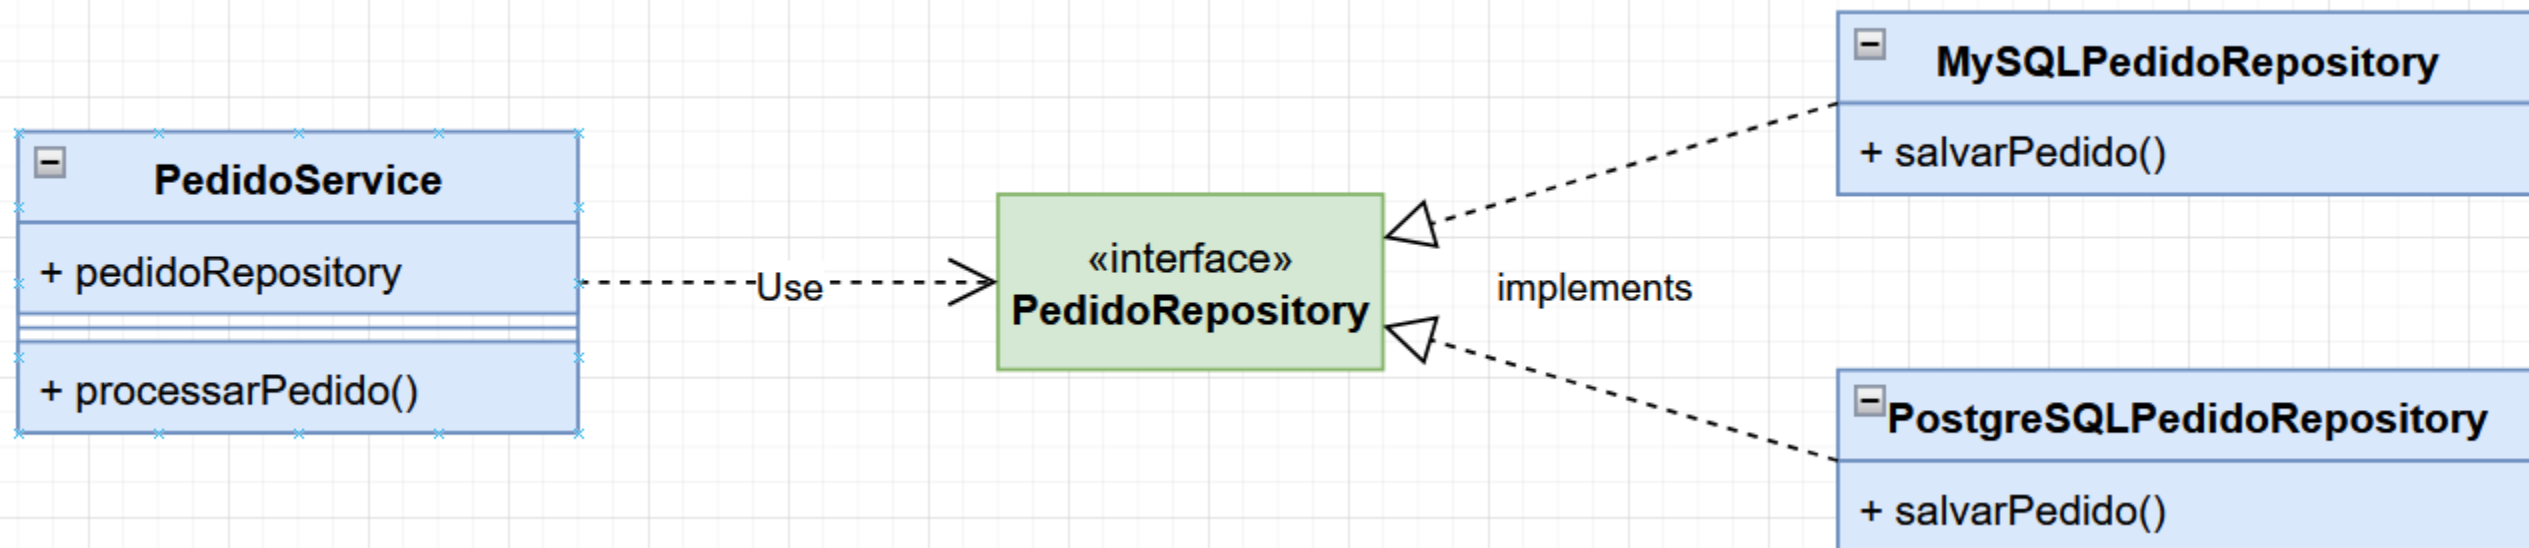 PedidoService
+ pedidoRepository
+ processarPedido()
Use
«interface»
PedidoRepository
implements
MySQLPedidoRepository
+ salvarPedido()
PostgreSQLPedidoRepository
+ salvarPedido()